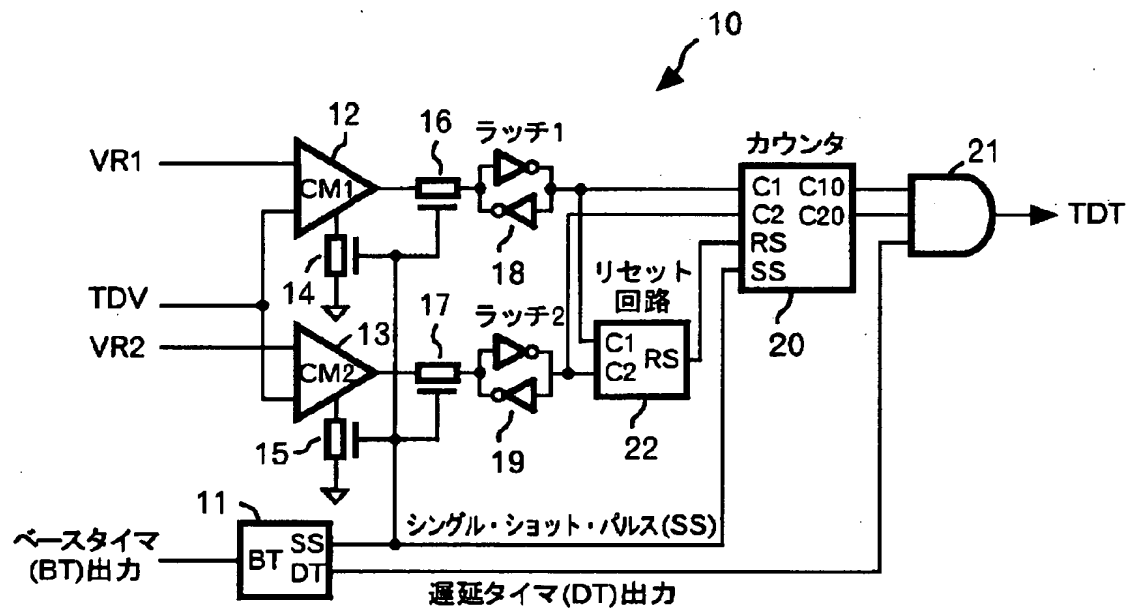 10
12
16
ラッチ1
カウンタ
21
VR1
CM1
C1 C10
C2 C20
RS
SS
TDT
14
18
リセット
回路
TDV
17
ラッチ2
20
VR2
13
CM2
C1
C2
RS
15
19
22
11
シングル・ショット・パルス(SS)
ベースタイマ
(BT)出力
BT
SS
DT
遅延タイマ(DT)出力